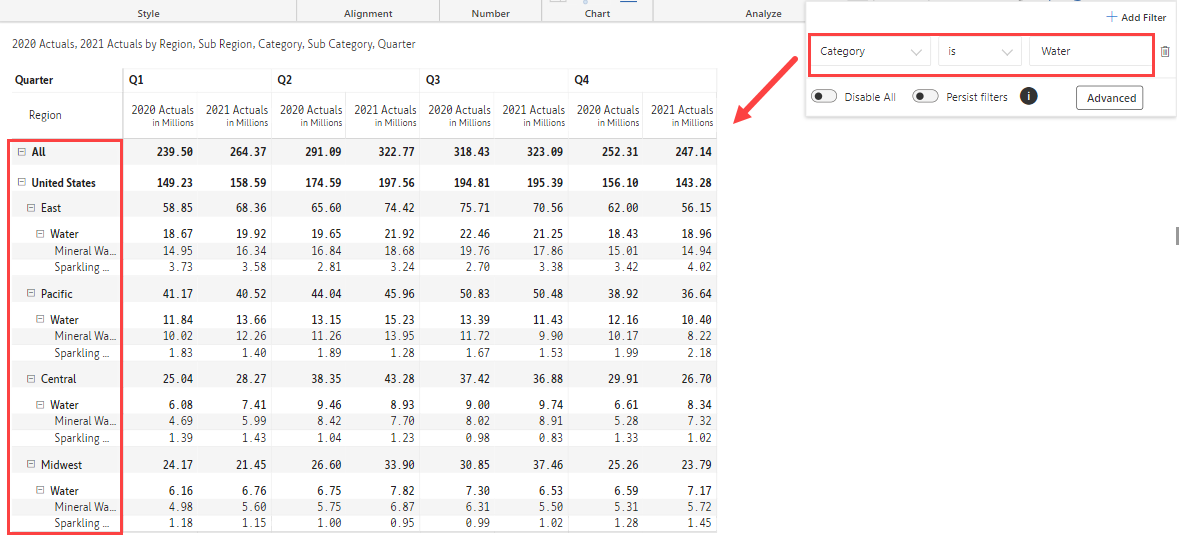 Style Alignment Number Chart Analyze
+ Add Filter
Category is Water
Disable All Persist filters i Advanced
2020 Actuals, 2021 Actuals by Region, Sub Region, Category, Sub Category, Quarter
Quarter Q1 Q2 Q3 Q4
Region 2020 Actuals 2021 Actuals 2020 Actuals 2021 Actuals 2020 Actuals 2021 Actuals 2020 Actuals 2021 Actuals
in Millions in Millions in Millions in Millions in Millions in Millions in Millions in Millions
All 239.50 264.37 291.09 322.77 318.43 323.09 252.31 247.14
United States 149.23 158.59 174.59 197.56 194.81 195.39 156.10 143.28
East 58.85 68.36 65.60 74.42 75.71 70.56 62.00 56.15
Water 18.67 19.92 19.65 21.92 22.46 21.25 18.43 18.96
Mineral Wa... 14.95 16.34 16.84 18.68 19.76 17.86 15.01 14.94
Sparkling ... 3.73 3.58 2.81 3.24 2.70 3.38 3.42 4.02
Pacific 41.17 40.52 44.04 45.96 50.83 50.48 38.92 36.64
Water 11.84 13.66 13.15 15.23 13.39 11.43 12.16 10.40
Mineral Wa... 10.02 12.26 11.26 13.95 11.72 9.90 10.17 8.22
Sparkling ... 1.83 1.40 1.89 1.28 1.67 1.53 1.99 2.18
Central 25.04 28.27 38.35 43.28 37.42 36.88 29.91 26.70
Water 6.08 7.41 9.46 8.93 9.00 9.74 6.61 8.34
Mineral Wa... 4.69 5.99 8.42 7.70 8.02 8.91 5.28 7.32
Sparkling ... 1.39 1.43 1.04 1.23 0.98 0.83 1.33 1.02
Midwest 24.17 21.45 26.60 33.90 30.85 37.46 25.26 23.79
Water 6.16 6.76 6.75 7.82 7.30 6.53 6.59 7.17
Mineral Wa... 4.98 5.60 5.75 6.87 6.31 5.50 5.31 5.72
Sparkling ... 1.18 1.15 1.00 0.95 0.99 1.02 1.28 1.45